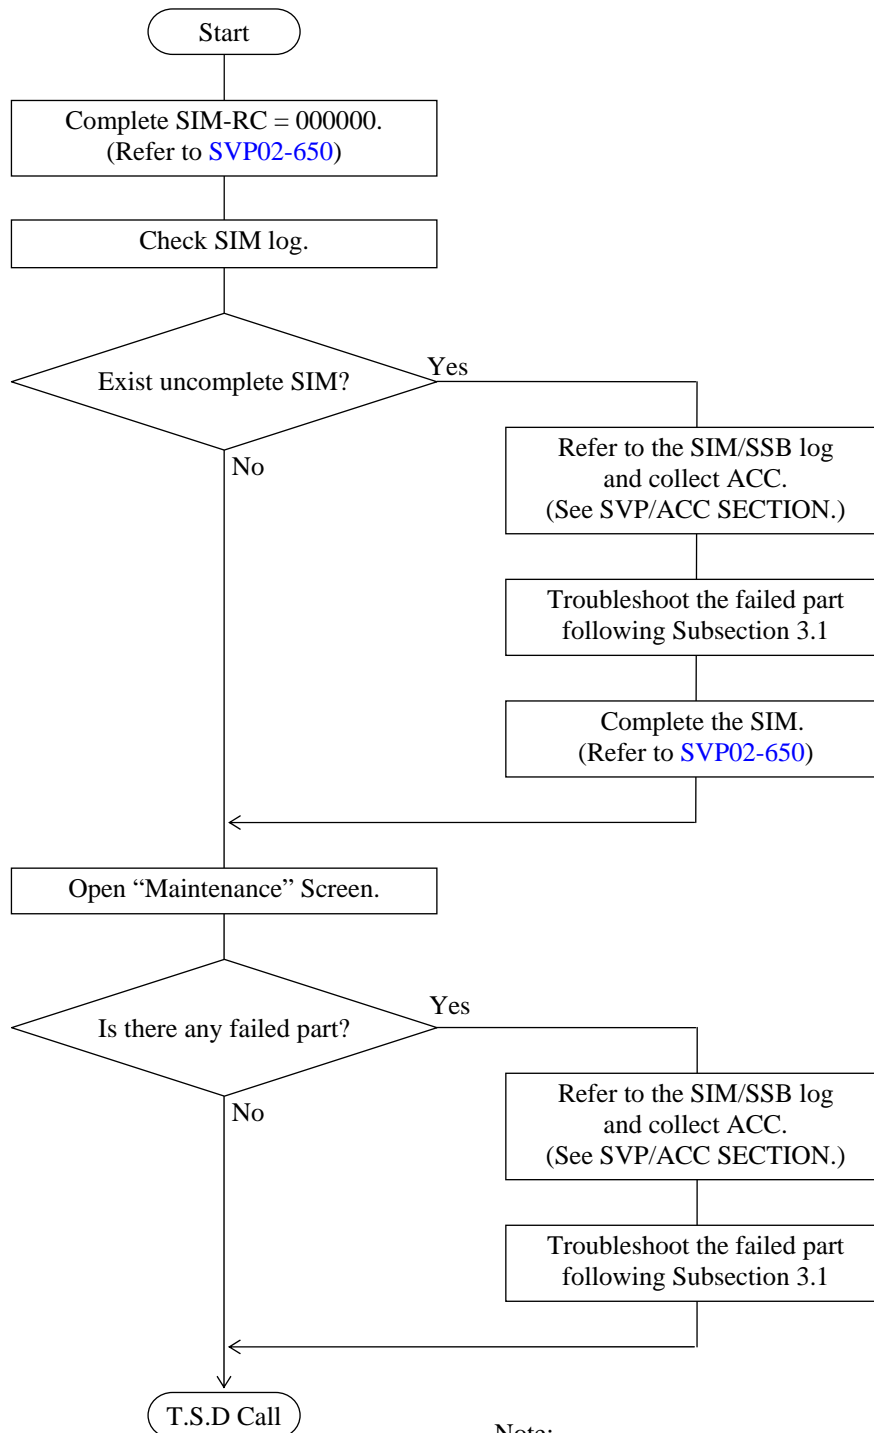 Start
Complete SIM-RC = 000000.
(Refer to SVP02-650)
Check SIM log.
Exist uncomplete SIM?
Yes
No
Refer to the SIM/SSB log
and collect ACC.
(See SVP/ACC SECTION.)
Troubleshoot the failed part
following Subsection 3.1
Complete the SIM.
(Refer to SVP02-650)
Open “Maintenance” Screen.
Is there any failed part?
Yes
No
Refer to the SIM/SSB log
and collect ACC.
(See SVP/ACC SECTION.)
Troubleshoot the failed part
following Subsection 3.1
T.S.D Call
Note: